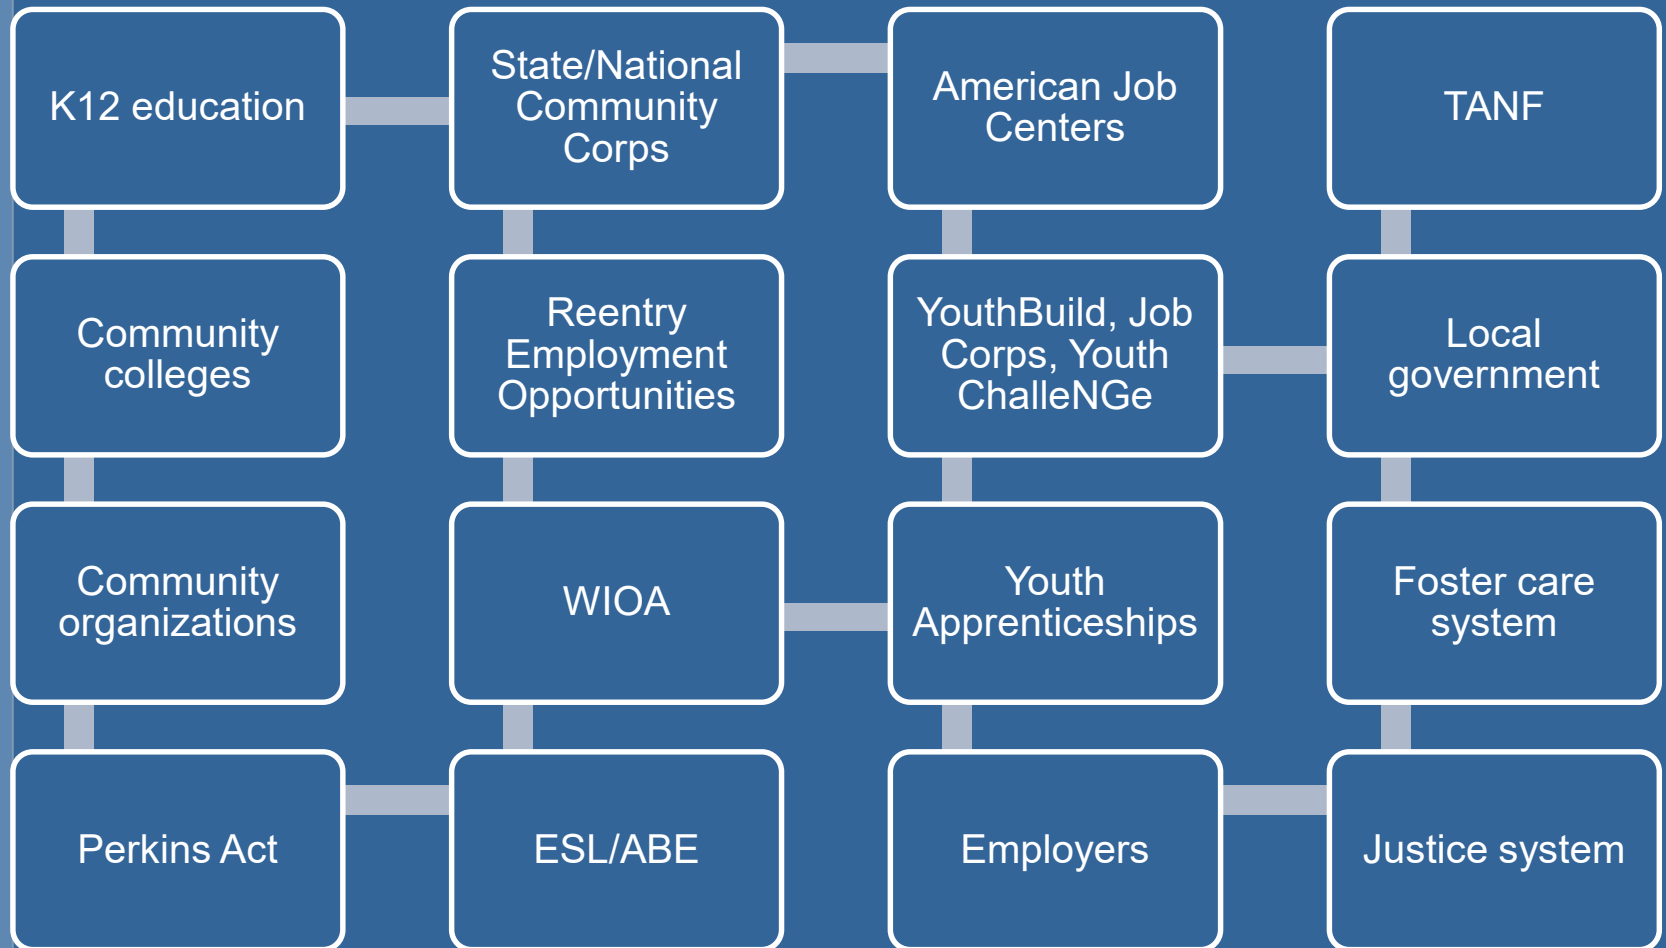 K12 education
State/National
Community
Corps
American Job
Centers
TANF
Community
colleges
Reentry
Employment
Opportunities
YouthBuild, Job
Corps, Youth
ChalleNGe
Local
government
Community
organizations
WIOA
Youth
Apprenticeships
Foster care
system
Perkins Act
ESL/ABE
Employers
Justice system